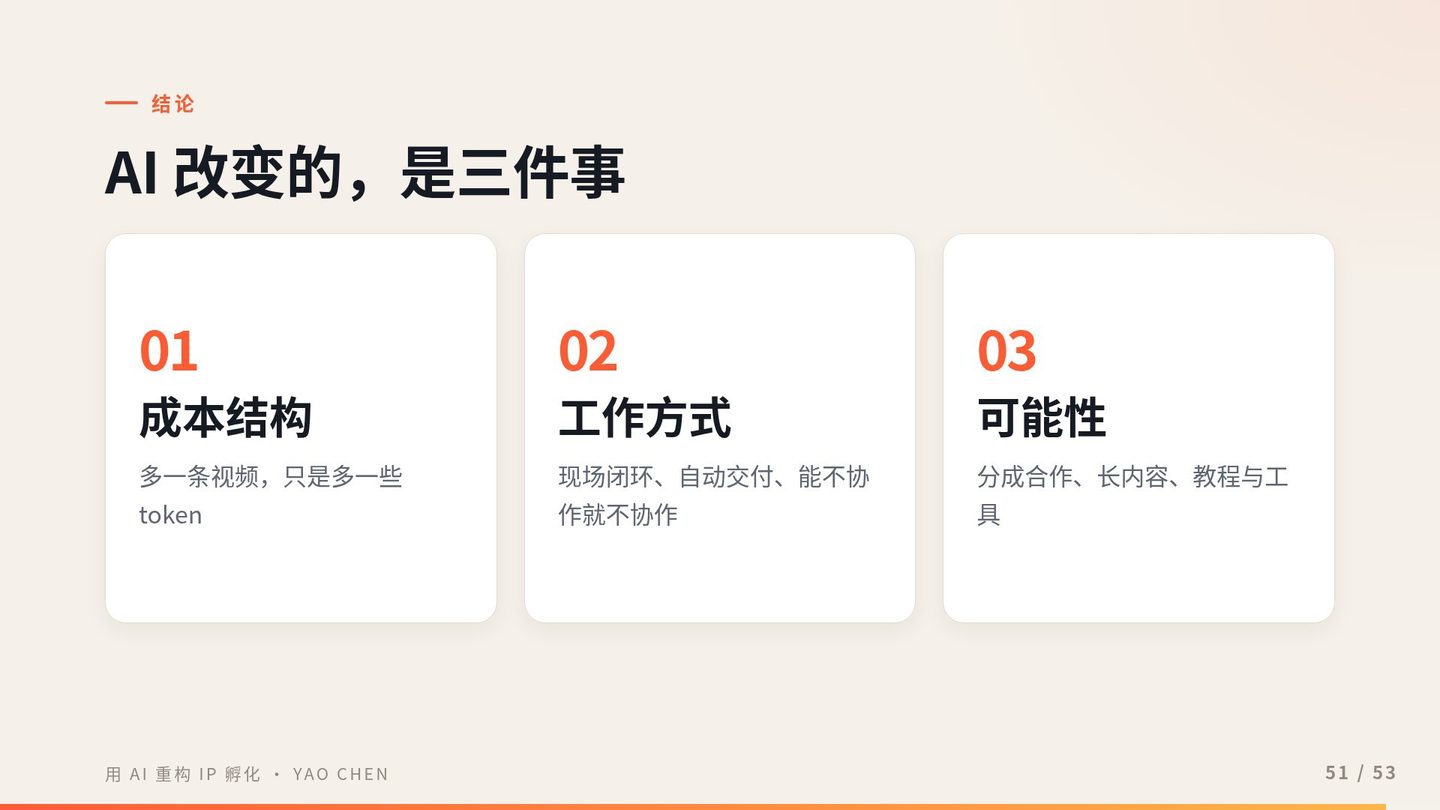 结论
AI 改变的，是三件事
01
成本结构
多一条视频，只是多一些
token
02
工作方式
现场闭环、自动交付、能不协
作就不协作
03
可能性
分成合作、长内容、教程与工
具
用 AI 重构 IP 孵化 · YAO CHEN
51 / 53